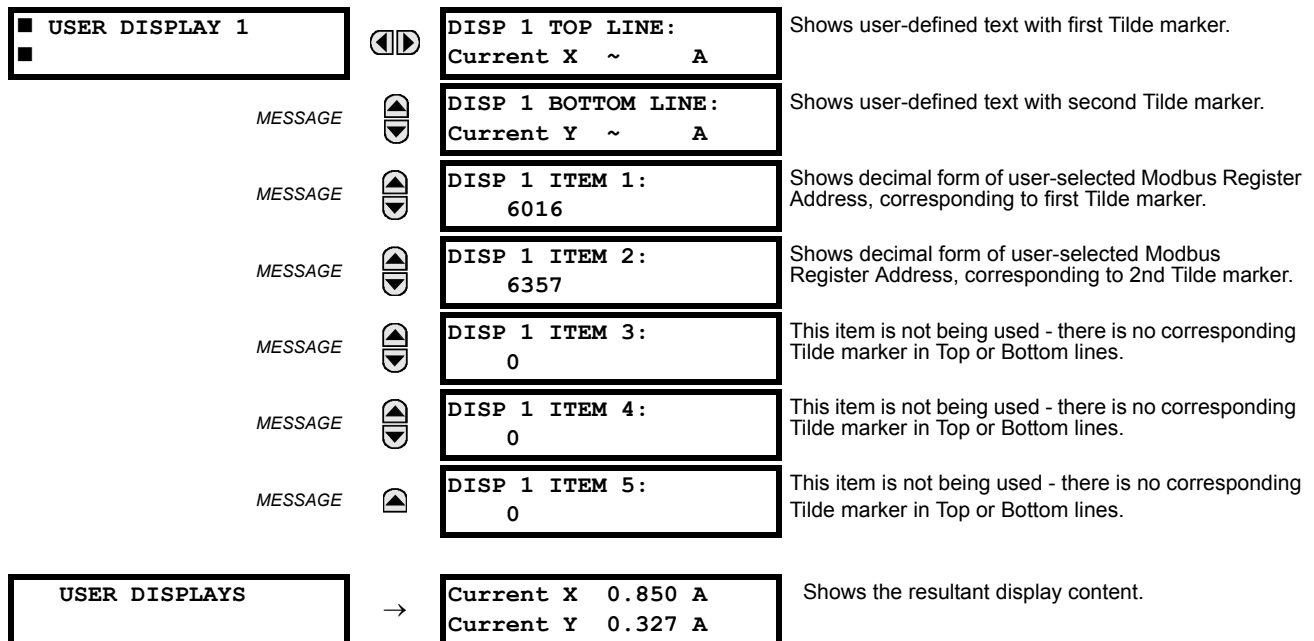 ■ USER DISPLAY 1
■
DISP 1 TOP LINE:
Current X ~ A
Shows user-defined text with first Tilde marker.
MESSAGE
DISP 1 BOTTOM LINE:
Current Y ~ A
Shows user-defined text with second Tilde marker.
MESSAGE
DISP 1 ITEM 1:
6016
Shows decimal form of user-selected Modbus Register
Address, corresponding to first Tilde marker.
MESSAGE
DISP 1 ITEM 2:
6357
Shows decimal form of user-selected Modbus
Register Address, corresponding to 2nd Tilde marker.
MESSAGE
DISP 1 ITEM 3:
0
This item is not being used - there is no corresponding
Tilde marker in Top or Bottom lines.
MESSAGE
DISP 1 ITEM 4:
0
This item is not being used - there is no corresponding
Tilde marker in Top or Bottom lines.
MESSAGE
DISP 1 ITEM 5:
0
This item is not being used - there is no corresponding
Tilde marker in Top or Bottom lines.
USER DISPLAYS
→
Current X 0.850 A
Current Y 0.327 A
Shows the resultant display content.